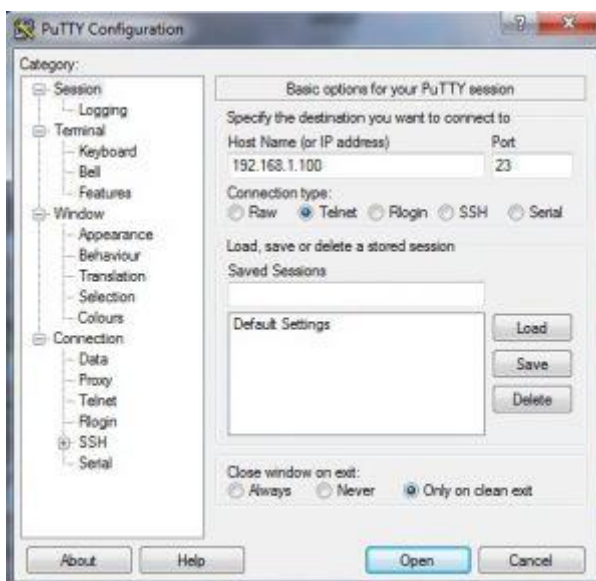 PuTTY Configuration
Category:
Session
Logging
Terminal
Keyboard
Bell
Features
Window
Appearance
Behaviour
Translation
Selection
Colours
Connection
Data
Proxy
Telnet
Rlogin
SSH
Serial
Basic options for your PuTTY session
Specify the destination you want to connect to
Host Name (or IP address) Port
192.168.1.100 23
Connection type:
Raw Telnet Rlogin SSH Serial
Load, save or delete a stored session
Saved Sessions
Default Settings
Load
Save
Delete
Close window on exit:
Always Never Only on clean exit
About Help Open Cancel